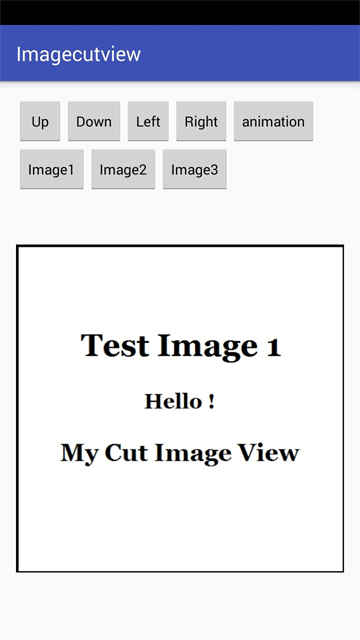 Imagecutview
Up Down Left Right animation
Image1 Image2 Image3
Test Image 1
Hello !
My Cut Image View